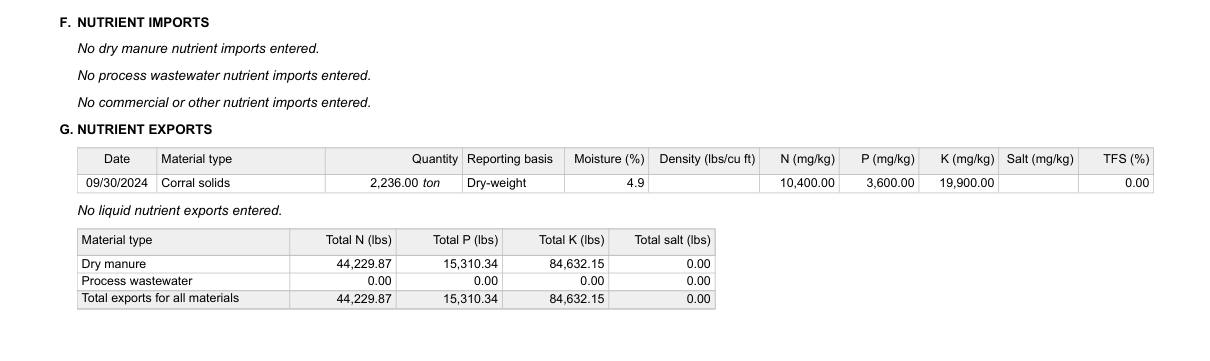 F. NUTRIENT IMPORTS
No dry manure nutrient imports entered.
No process wastewater nutrient imports entered.
No commercial or other nutrient imports entered.
G. NUTRIENT EXPORTS
Date Material type Quantity Reporting basis Moisture (%) Density (lbs/cu ft) N (mg/kg) P (mg/kg) K (mg/kg) Salt (mg/kg) TFS (%)
09/30/2024 Corral solids 2,236.00 ton Dry-weight 4.9 10,400.00 3,600.00 19,900.00 0.00
No liquid nutrient exports entered.
Material type Total N (lbs) Total P (lbs) Total K (lbs) Total salt (lbs)
Dry manure 44,229.87 15,310.34 84,632.15 0.00
Process wastewater 0.00 0.00 0.00 0.00
Total exports for all materials 44,229.87 15,310.34 84,632.15 0.00